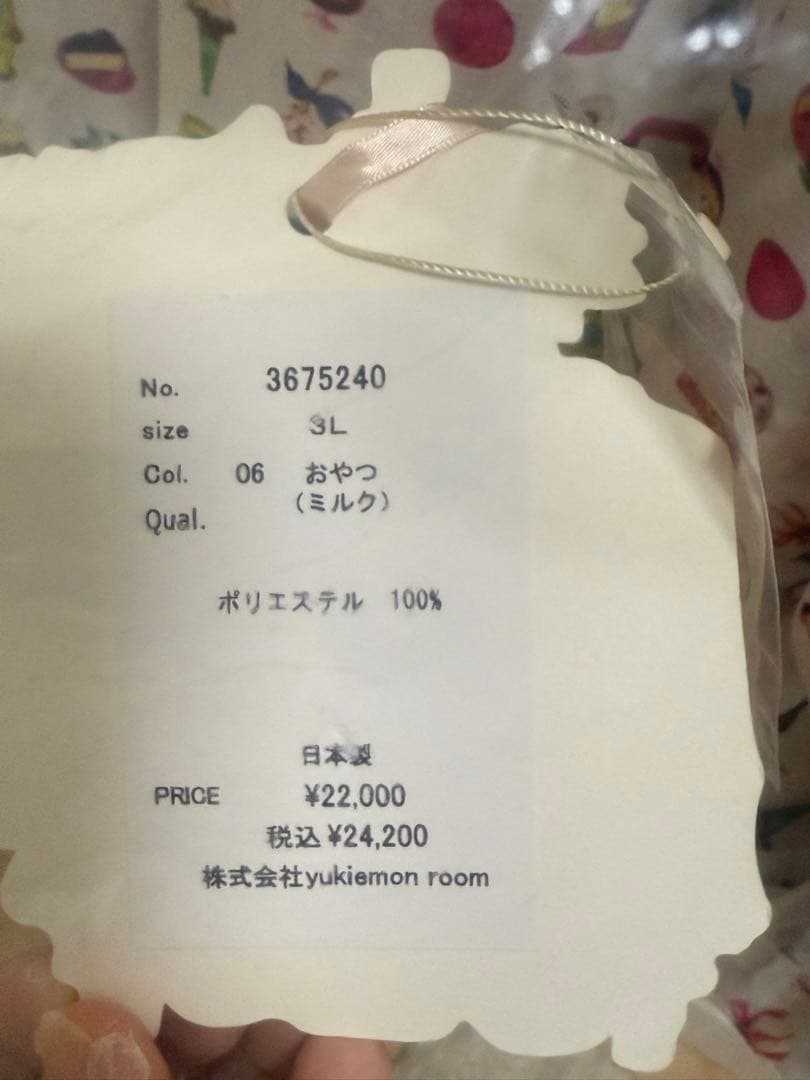 No. 3675240
size 3L
Col. 06 おやつ
(ミルク)
Qual.
ポリエステル 100%
日本製
PRICE ¥22,000
税込 ¥24,200
株式会社yukiemon room